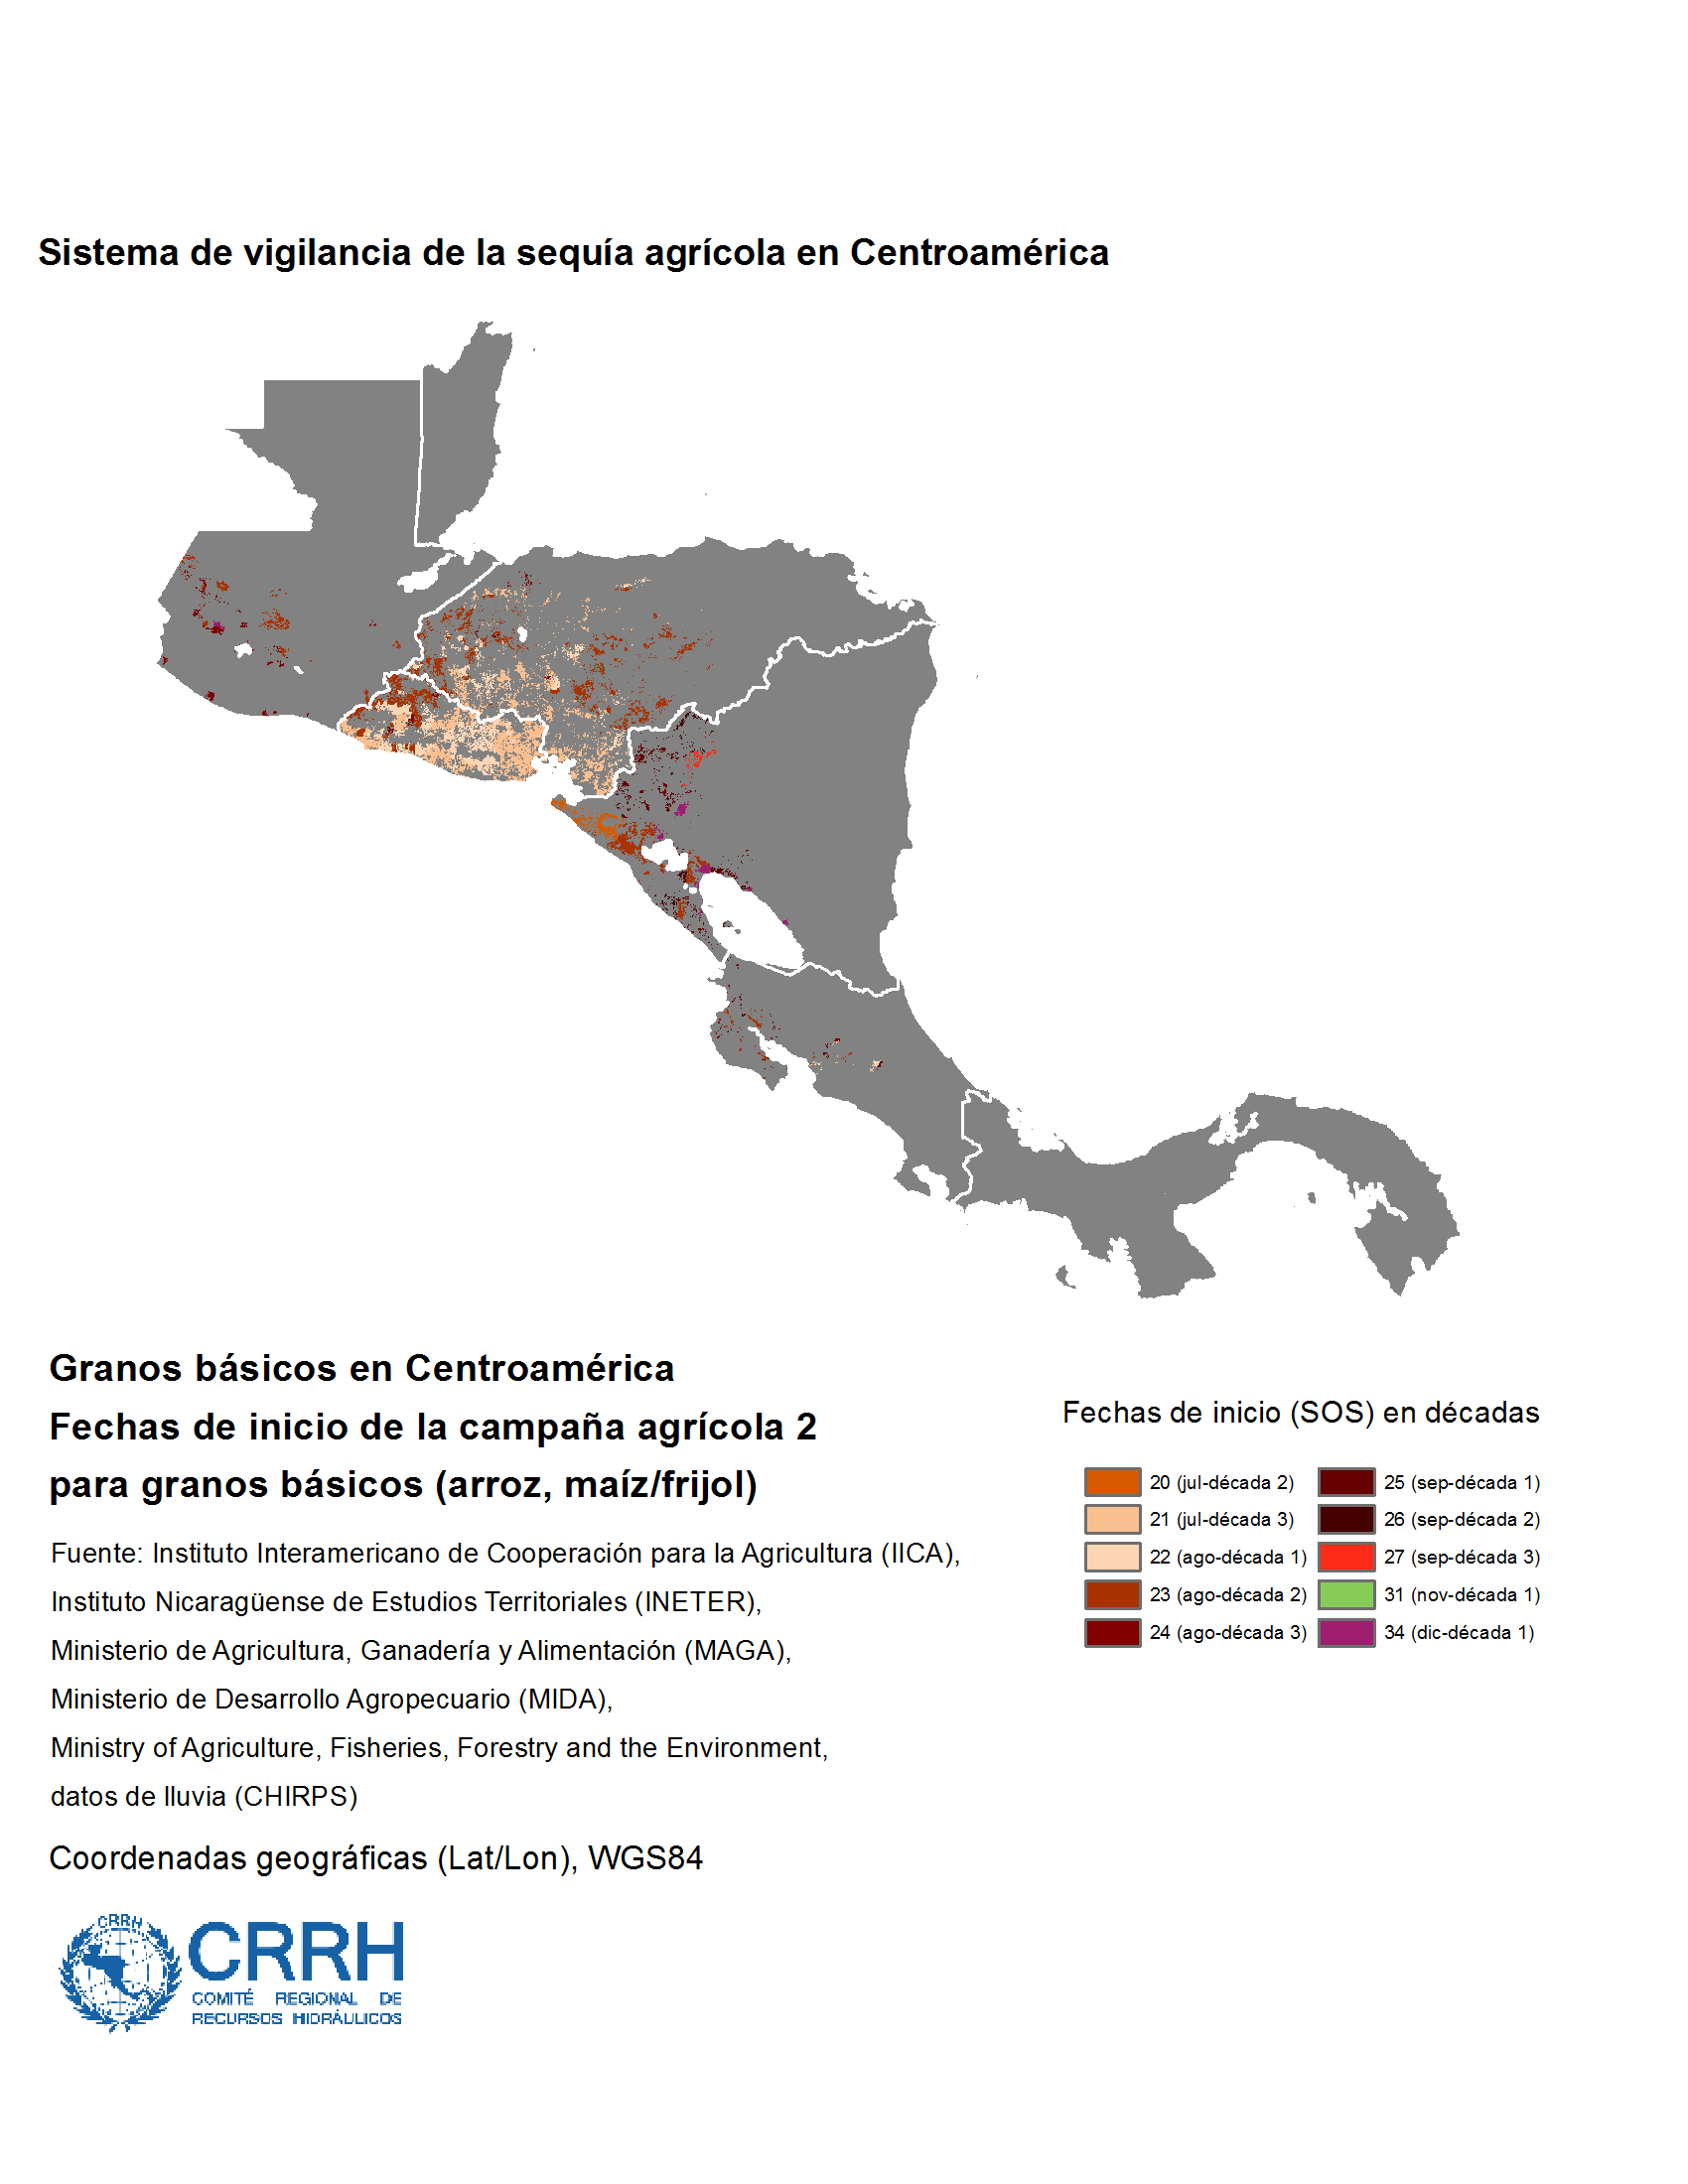 Sistema de vigilancia de la sequía agrícola en Centroamérica
Granos básicos en Centroamérica
Fechas de inicio de la campaña agrícola 2
para granos básicos (arroz, maíz/frijol)
Fuente: Instituto Interamericano de Cooperación para la Agricultura (IICA),
Instituto Nicaragüense de Estudios Territoriales (INETER),
Ministerio de Agricultura, Ganadería y Alimentación (MAGA),
Ministerio de Desarrollo Agropecuario (MIDA),
Ministry of Agriculture, Fisheries, Forestry and the Environment,
datos de lluvia (CHIRPS)
Coordenadas geográficas (Lat/Lon), WGS84
Fechas de inicio (SOS) en décadas
20 (jul-década 2)
21 (jul-década 3)
22 (ago-década 1)
23 (ago-década 2)
24 (ago-década 3)
25 (sep-década 1)
26 (sep-década 2)
27 (sep-década 3)
31 (nov-década 1)
34 (dic-década 1)
CRRH
CRRH
COMITÉ REGIONAL DE
RECURSOS HIDRÁULICOS